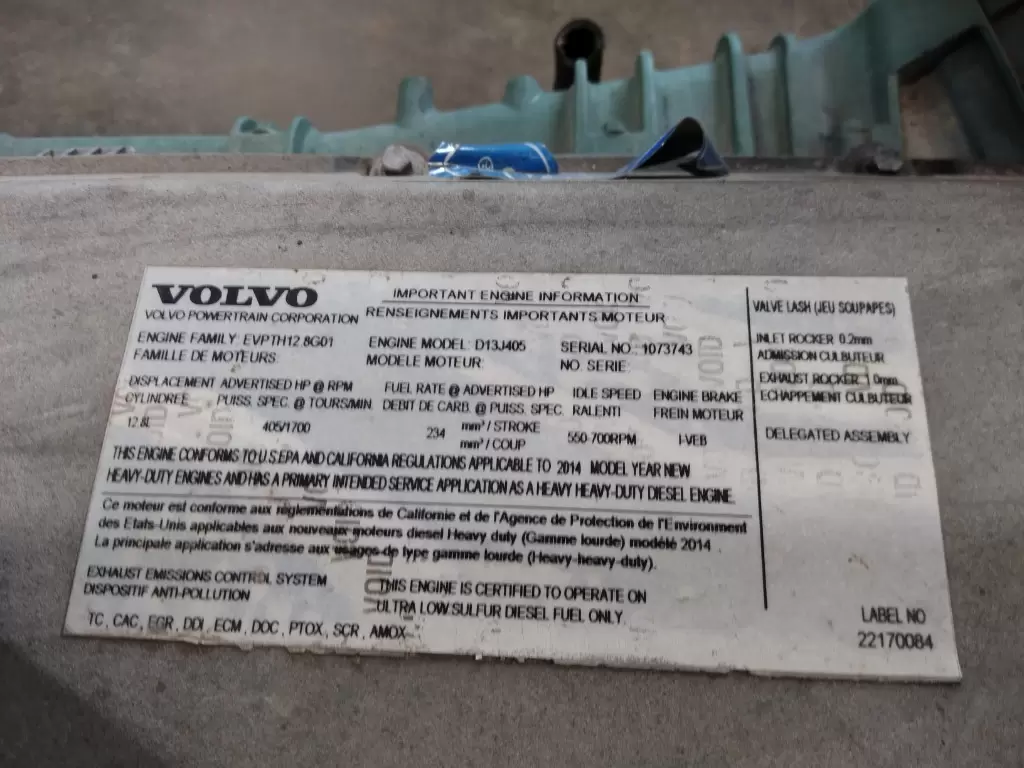 VOLVO
VOLVO POWERTRAIN CORPORATION
IMPORTANT ENGINE INFORMATION
RENSEIGNEMENTS IMPORTANTS MOTEUR
ENGINE FAMILY: EVPTH12.8G01
FAMILLE DE MOTEURS:
ENGINE MODEL: D13J405
MODELE MOTEUR:
SERIAL NO.: 1073743
NO. SERIE:
DISPLACEMENT ADVERTISED HP @ RPM FUEL RATE @ ADVERTISED HP IDLE SPEED ENGINE BRAKE
CYLINDREE PUISS. SPEC. @ TOURS/MIN. DEBIT DE CARB. @ PUISS. SPEC. RALENTI FREIN MOTEUR
12.8L 405/1700 234 mm³ / STROKE 550-700RPM I-VEB
mm³ / COUP
THIS ENGINE CONFORMS TO U.S.EPA AND CALIFORNIA REGULATIONS APPLICABLE TO 2014 MODEL YEAR NEW
HEAVY-DUTY ENGINES AND HAS A PRIMARY INTENDED SERVICE APPLICATION AS A HEAVY HEAVY-DUTY DIESEL ENGINE.
Ce moteur est conforme aux réglementations de Californie et de l'Agence de Protection de l'Environment
des Etats-Unis applicables aux nouveaux moteurs diesel Heavy duty (Gamme lourde) modélé 2014
La principale application s'adresse aux usages de type gamme lourde (Heavy-heavy-duty).
EXHAUST EMISSIONS CONTROL SYSTEM
DISPOSITIF ANTI-POLLUTION
TC, CAC, EGR, DDI, ECM, DOC, PTOX, SCR, AMOX
THIS ENGINE IS CERTIFIED TO OPERATE ON
ULTRA LOW SULFUR DIESEL FUEL ONLY.
VALVE LASH (JEU SOUPAPES)
INLET ROCKER 0.2mm
ADMISSION CULBUTEUR
EXHAUST ROCKER 1.0mm
ECHAPPEMENT CULBUTEUR
DELEGATED ASSEMBLY
LABEL NO
22170084
VOID
VOID
VOID